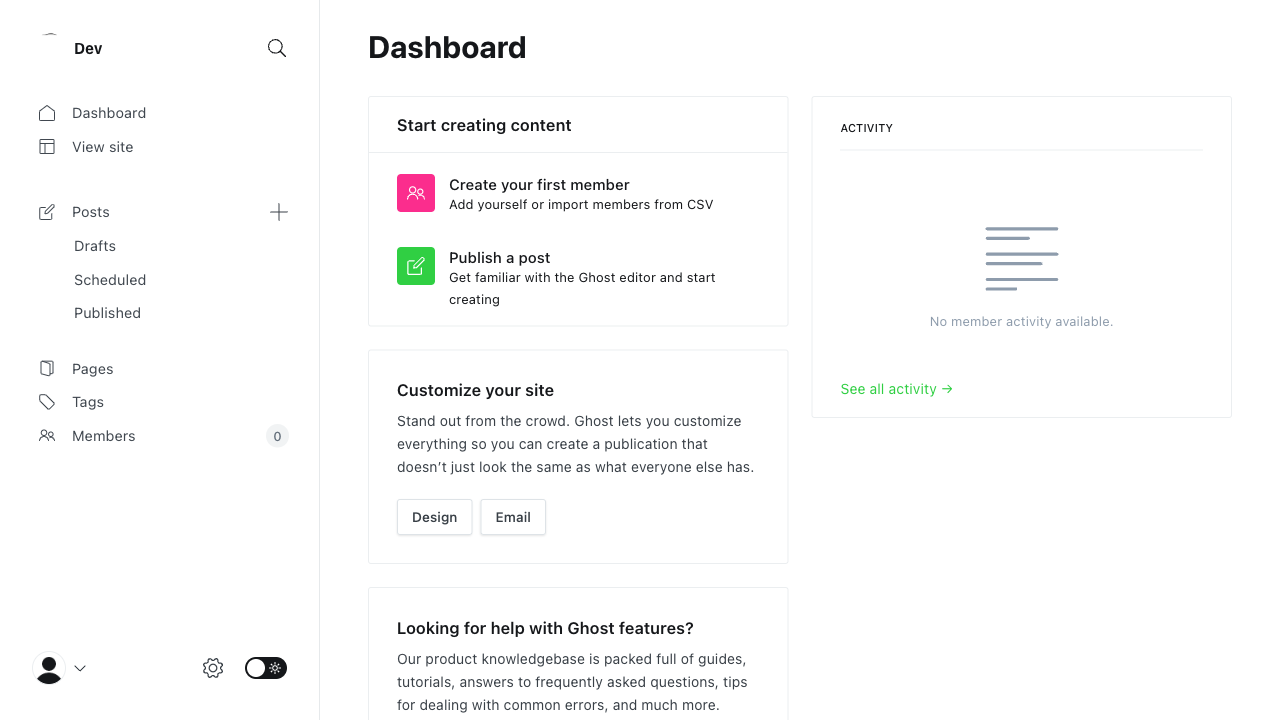 Dev
Dashboard
View site
Posts
Drafts
Scheduled
Published
Pages
Tags
Members
0
Dashboard
Start creating content
Create your first member
Add yourself or import members from CSV
Publish a post
Get familiar with the Ghost editor and start
creating
Customize your site
Stand out from the crowd. Ghost lets you customize
everything so you can create a publication that
doesn’t just look the same as what everyone else has.
Design
Email
Looking for help with Ghost features?
Our product knowledgebase is packed full of guides,
tutorials, answers to frequently asked questions, tips
for dealing with common errors, and much more.
ACTIVITY
No member activity available.
See all activity →